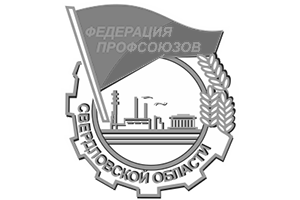 ФЕДЕРАЦИЯ
ПРОФСОЮЗОВ
СВЕРДЛОВСКОЙ ОБЛАСТИ